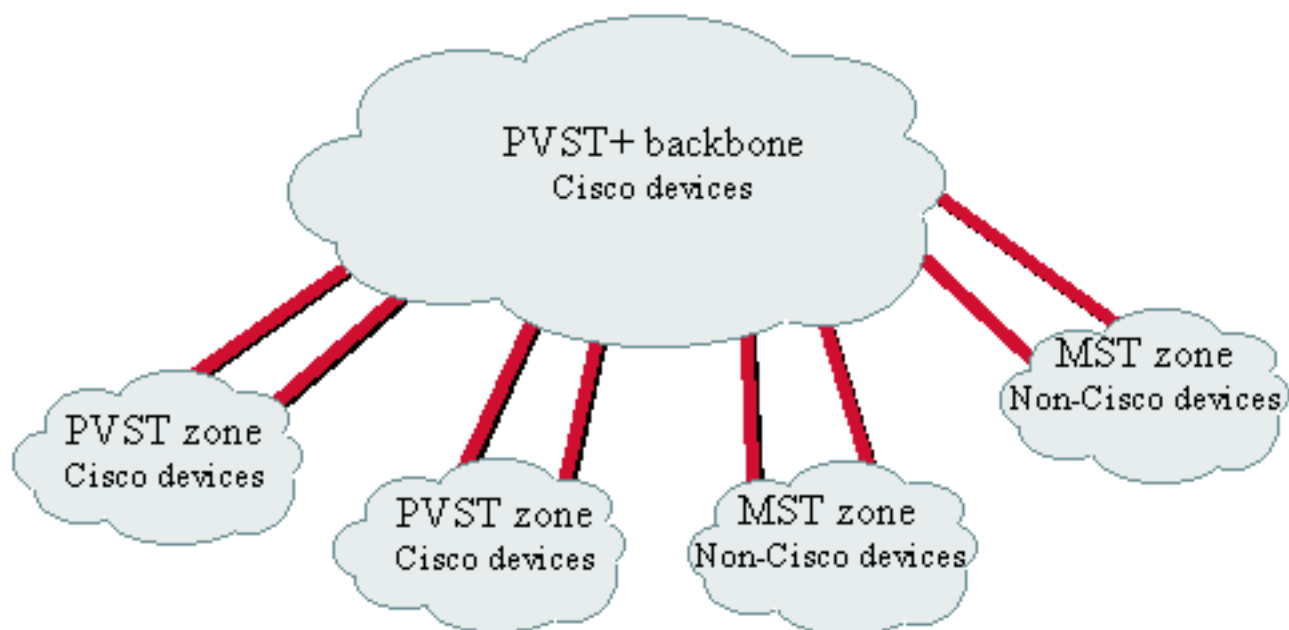 PVST+ backbone
Cisco devices
PVST zone
Cisco devices
PVST zone
Cisco devices
MST zone
Non-Cisco devices
MST zone
Non-Cisco devices